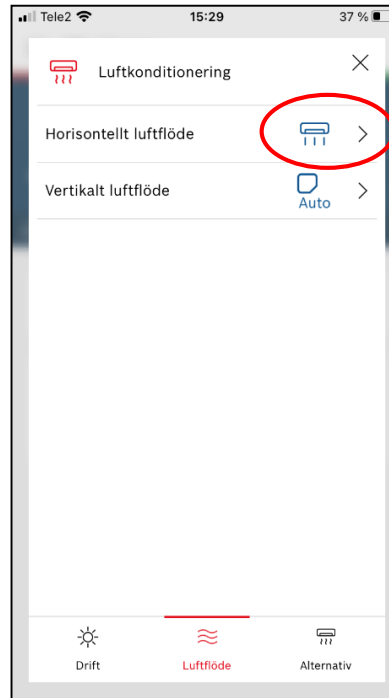 Tele2 15:29 37 %
Luftkonditionering
Horisontellt luftflöde
Vertikalt luftflöde
Auto
Drift Luftflöde Alternativ